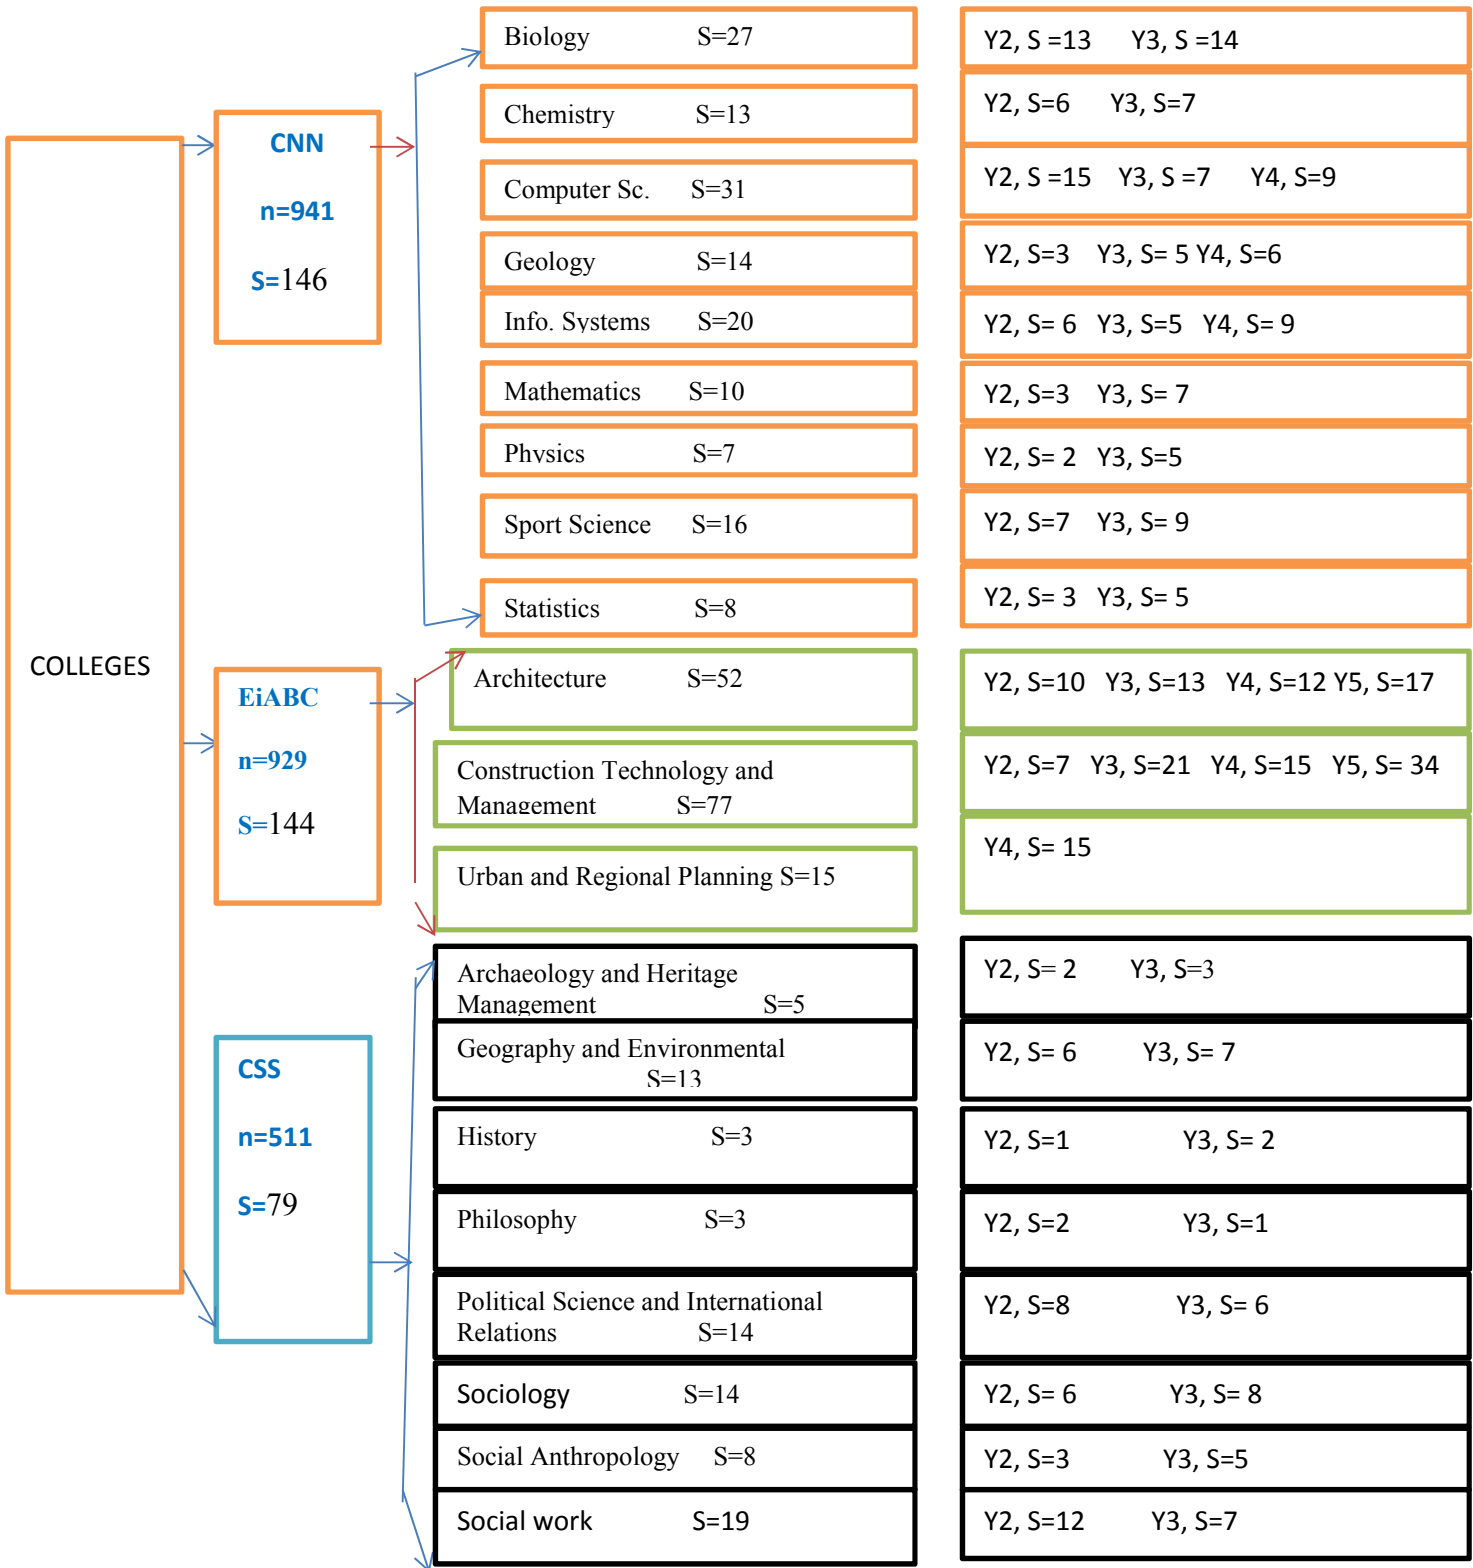 COLLEGES
CNN
n=941
S=146
Biology S=27
Y2, S =13 Y3, S =14
Chemistry S=13
Y2, S=6 Y3, S=7
Computer Sc. S=31
Y2, S =15 Y3, S =7 Y4, S=9
Geology S=14
Y2, S=3 Y3, S= 5 Y4, S=6
Info. Systems S=20
Y2, S= 6 Y3, S=5 Y4, S= 9
Mathematics S=10
Y2, S=3 Y3, S= 7
Physics S=7
Y2, S= 2 Y3, S=5
Sport Science S=16
Y2, S=7 Y3, S= 9
Statistics S=8
Y2, S= 3 Y3, S= 5
EiABC
n=929
S=144
Architecture S=52
Y2, S=10 Y3, S=13 Y4, S=12 Y5, S=17
Construction Technology and
Management S=77
Y2, S=7 Y3, S=21 Y4, S=15 Y5, S= 34
Urban and Regional Planning S=15
Y4, S= 15
CSS
n=511
S=79
Archaeology and Heritage
Management S=5
Y2, S= 2 Y3, S=3
Geography and Environmental
S=13
Y2, S= 6 Y3, S= 7
History S=3
Y2, S=1 Y3, S= 2
Philosophy S=3
Y2, S=2 Y3, S=1
Political Science and International
Relations S=14
Y2, S=8 Y3, S= 6
Sociology S=14
Y2, S= 6 Y3, S= 8
Social Anthropology S=8
Y2, S=3 Y3, S=5
Social work S=19
Y2, S=12 Y3, S=7